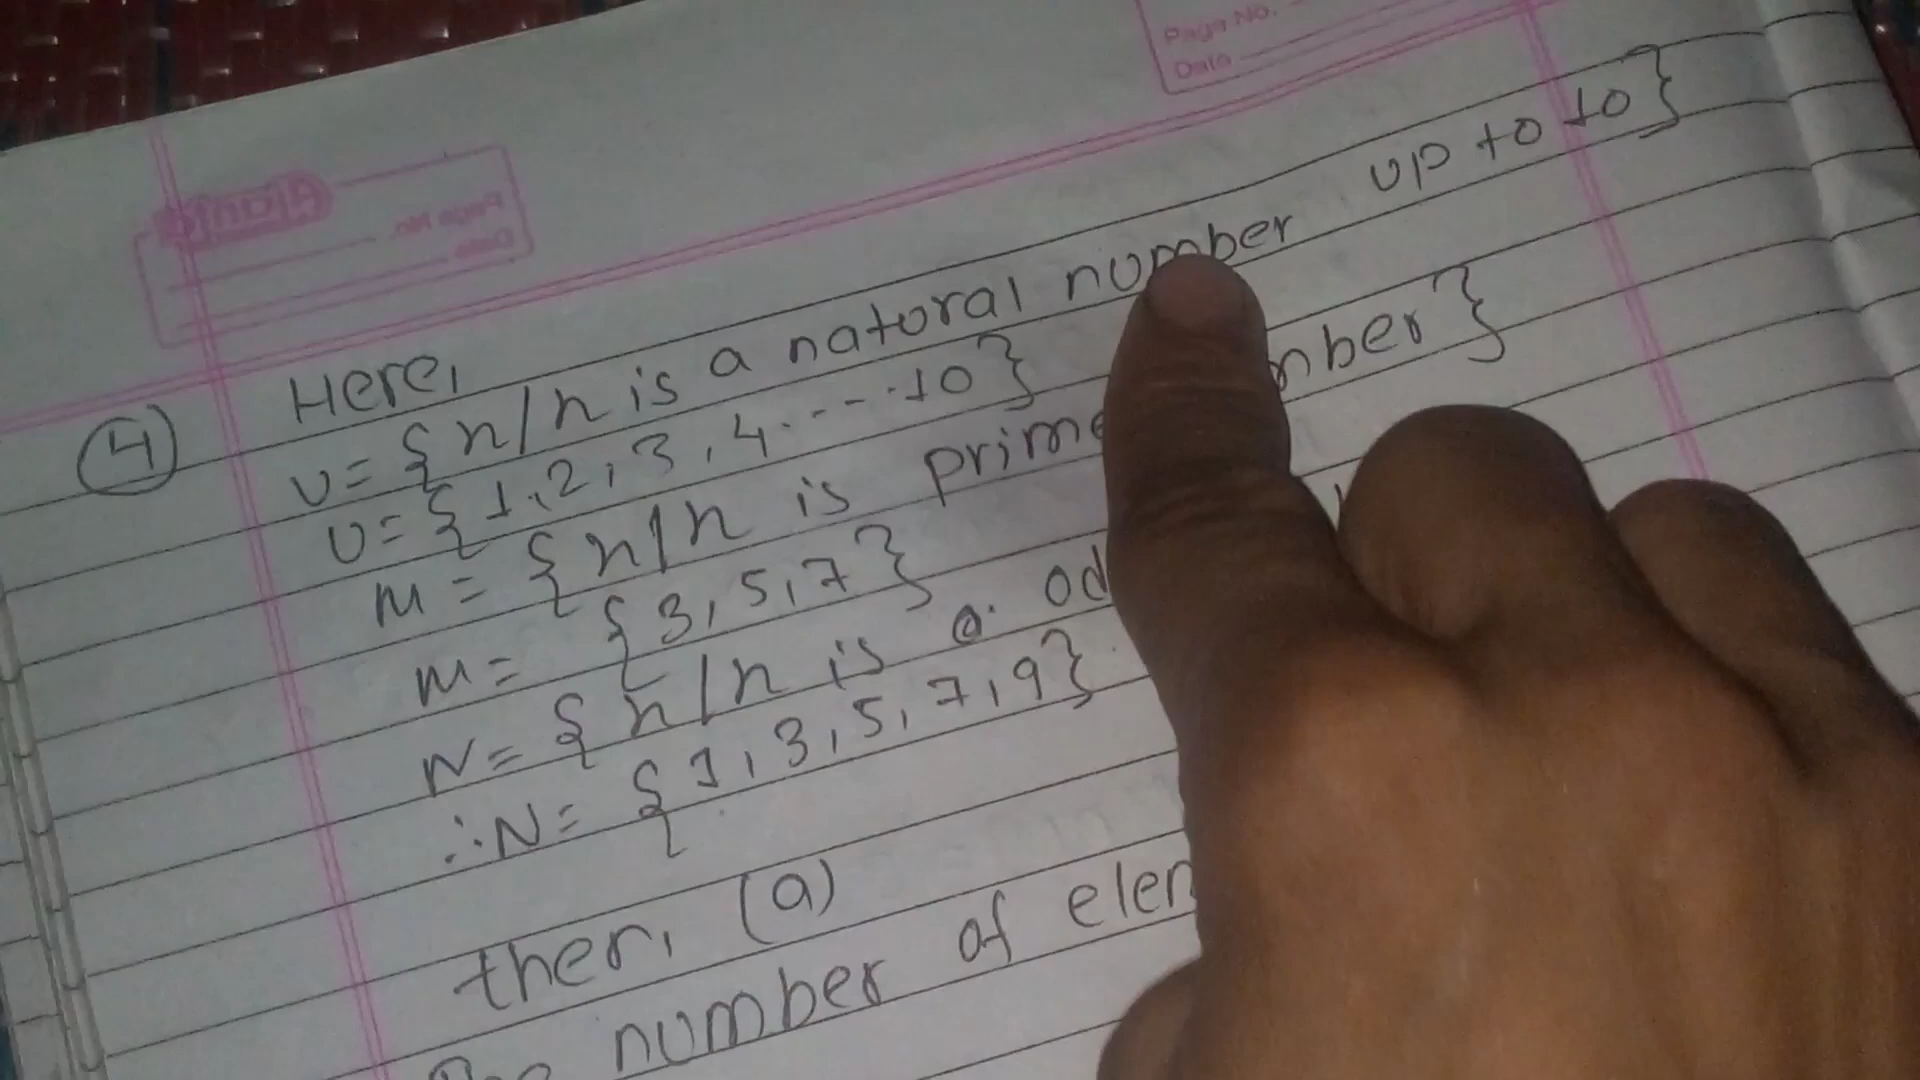 Page No.
Date
④ Here,
U = {n/n is a natoral number up to 10}
U = {1, 2, 3, 4 . - - - . 10}
M = {n/n is prime mber}
M = {3, 5, 7}
N = {n/n is a. od
∴ N = {1, 3, 5, 7, 9}
then, (a)
number of elen